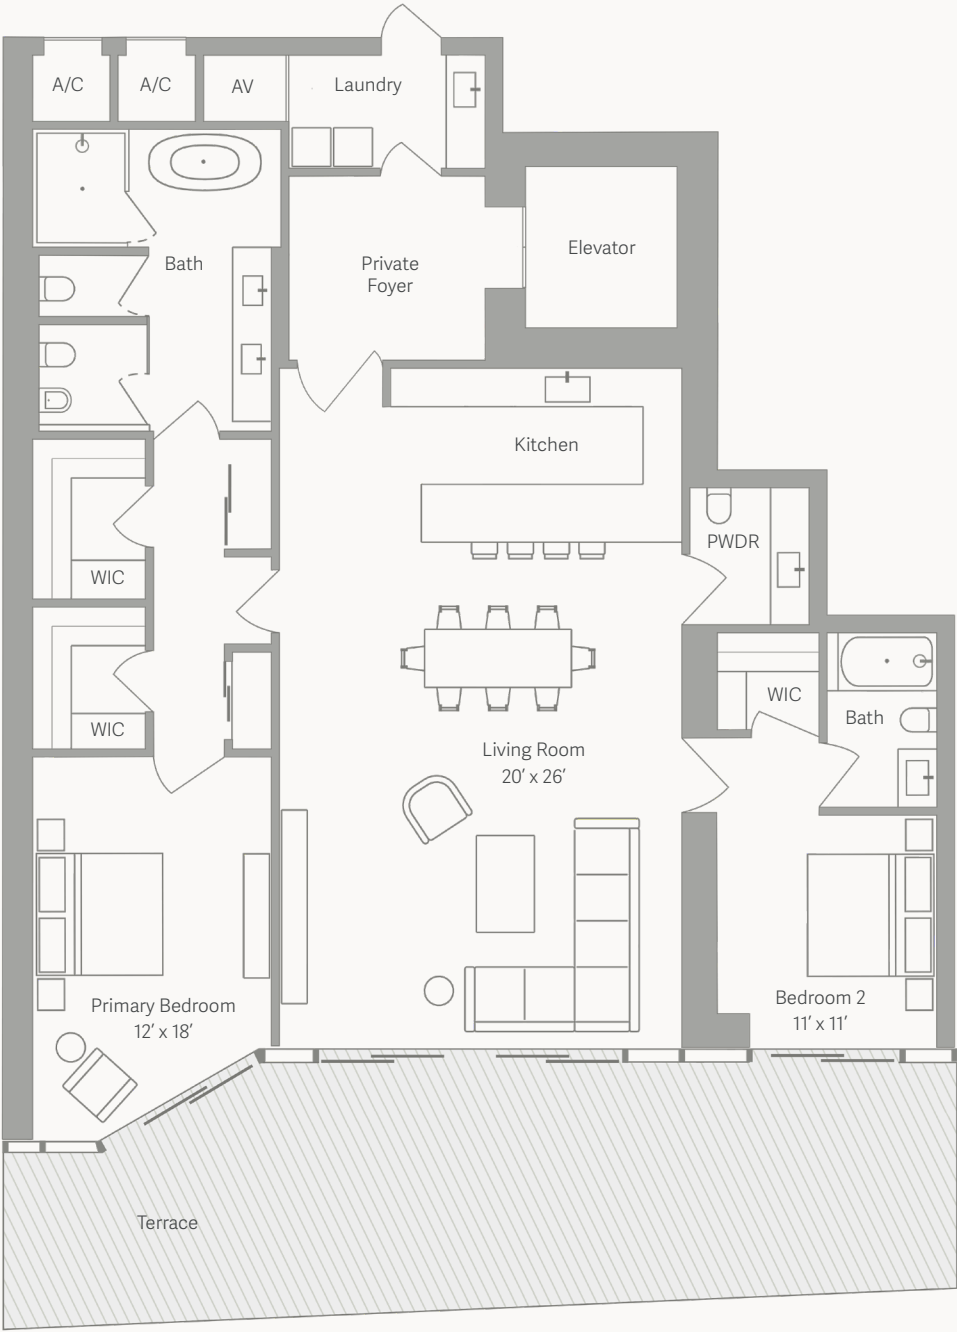 A/C
A/C
AV
Laundry
Bath
Private
Foyer
Elevator
Kitchen
PWDR
WIC
WIC
WIC
Bath
Living Room
20’ x 26’
Primary Bedroom
12’ x 18’
Bedroom 2
11’ x 11’
Terrace